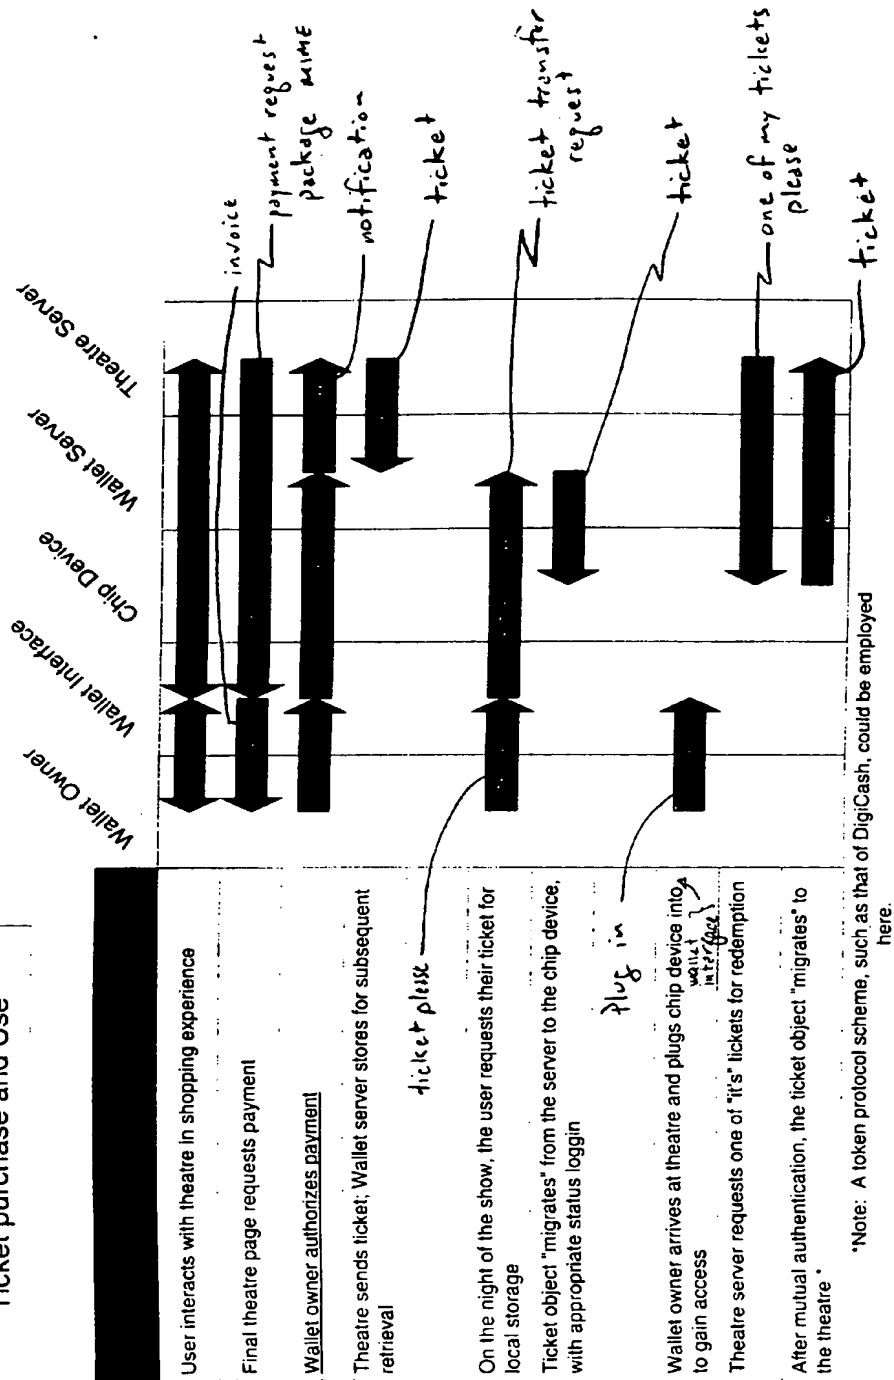 Ticket purchase and Use
Wallet Owner
Wallet Interface
Chip Device
Wallet Server
Theatre Server
User interacts with theatre in shopping experience
invoice
Final theatre page requests payment
payment request
package MIME
Wallet owner authorizes payment
notification
Theatre sends ticket; Wallet server stores for subsequent
retrieval
ticket
ticket please
On the night of the show, the user requests their ticket for
local storage
ticket transfer
request
Ticket object "migrates" from the server to the chip device,
with appropriate status loggin
ticket
Plug in
Wallet owner arrives at theatre and plugs chip device into
wallet
interface
to gain access
Theatre server requests one of "it's" tickets for redemption
one of my tickets
please
After mutual authentication, the ticket object "migrates" to
the theatre*
ticket
*Note: A token protocol scheme, such as that of DigiCash, could be employed
here.